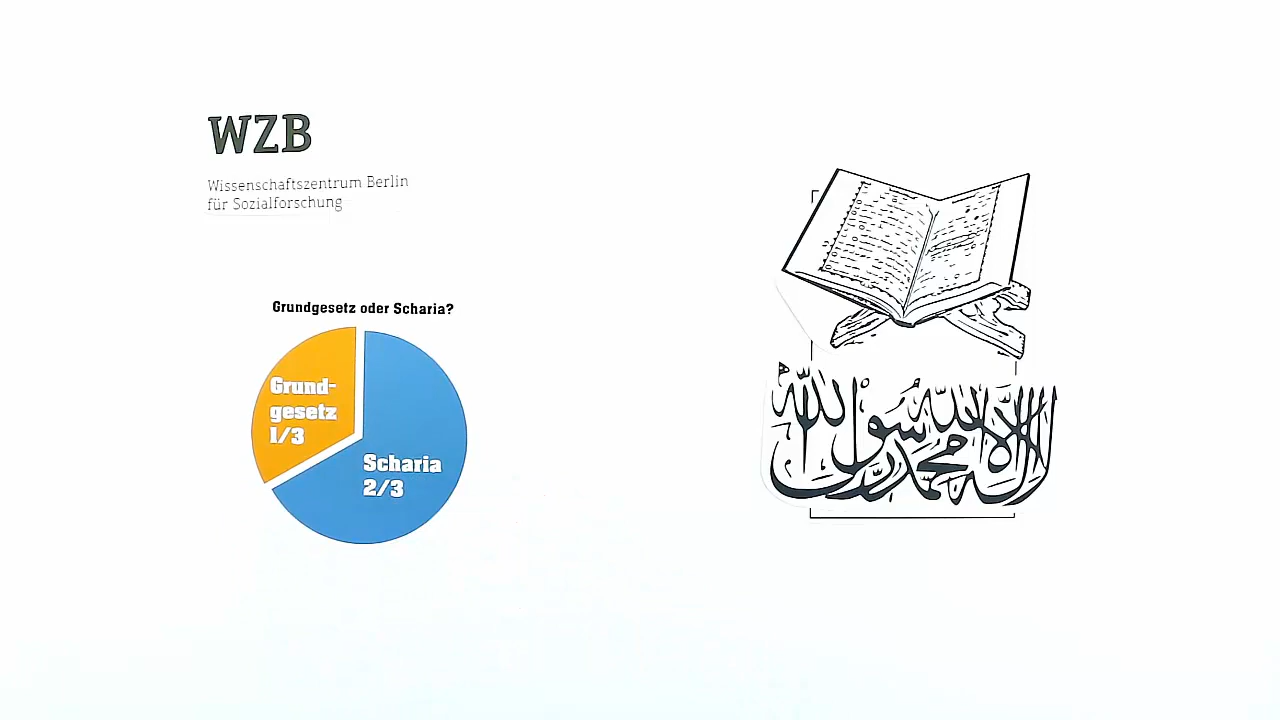 WZB
Wissenschaftszentrum Berlin
für Sozialforschung
Grundgesetz oder Scharia?
Grund-
gesetz
1/3
Scharia
2/3
لا إله إلا الله محمد رسول الله